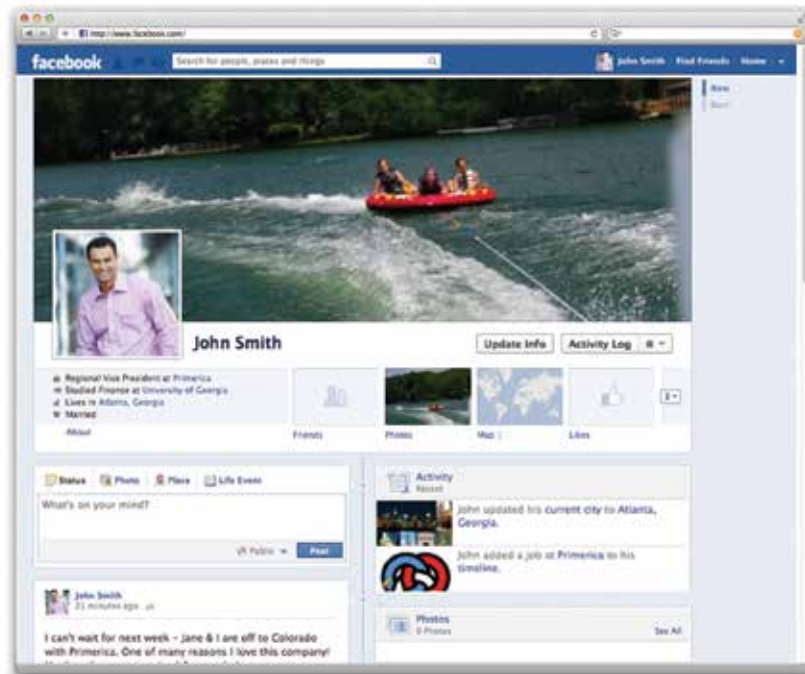 http://www.facebook.com/
facebook
Search for people, places and things
John Smith Find Friends Home
Now
John Smith
Update Info
Activity Log
Regional Vice President at Primerica
Studied Finance at University of Georgia
Lives in Atlanta, Georgia
Married
About
Friends
Photos
Map
Likes
Status
Photo
Place
Life Event
What's on your mind?
Public
Post
John Smith
21 minutes ago
I can't wait for next week – Jane & I are off to Colorado
with Primerica. One of many reasons I love this company!
Activity
Recent
John updated his current city to Atlanta,
Georgia.
John added a job at Primerica to his
timeline.
Photos
See All